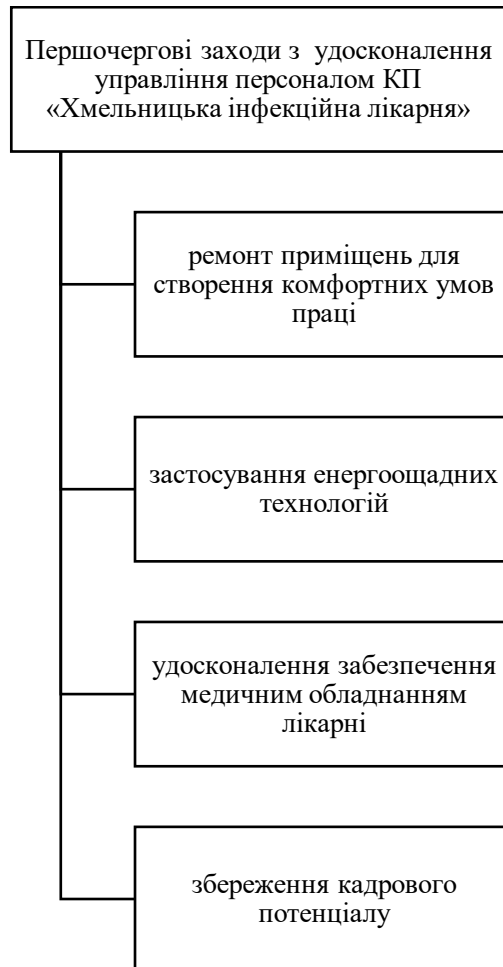 Першочергові заходи з  удосконалення
управління персоналом КП
«Хмельницька інфекційна лікарня»
ремонт приміщень для
створення комфортних умов
праці
застосування енергоощадних
технологій
удосконалення забезпечення
медичним обладнанням
лікарні
збереження кадрового
потенціалу